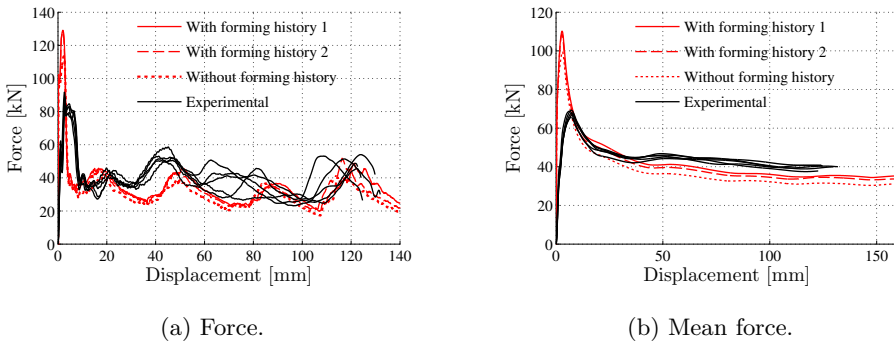 140
120
100
80
60
40
20
0
Force [kN]
With forming history 1
With forming history 2
Without forming history
Experimental
0 20 40 60 80 100 120 140
Displacement [mm]
(a) Force.
120
100
80
60
40
20
0
Force [kN]
With forming history 1
With forming history 2
Without forming history
Experimental
0 50 100 150
Displacement [mm]
(b) Mean force.